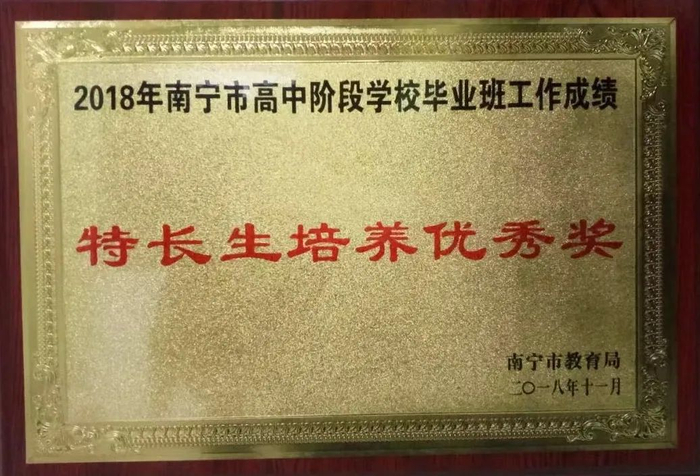 2018年南宁市高中阶段学校毕业班工作成绩
特长生培养优秀奖
南宁市教育局
二〇一八年十一月